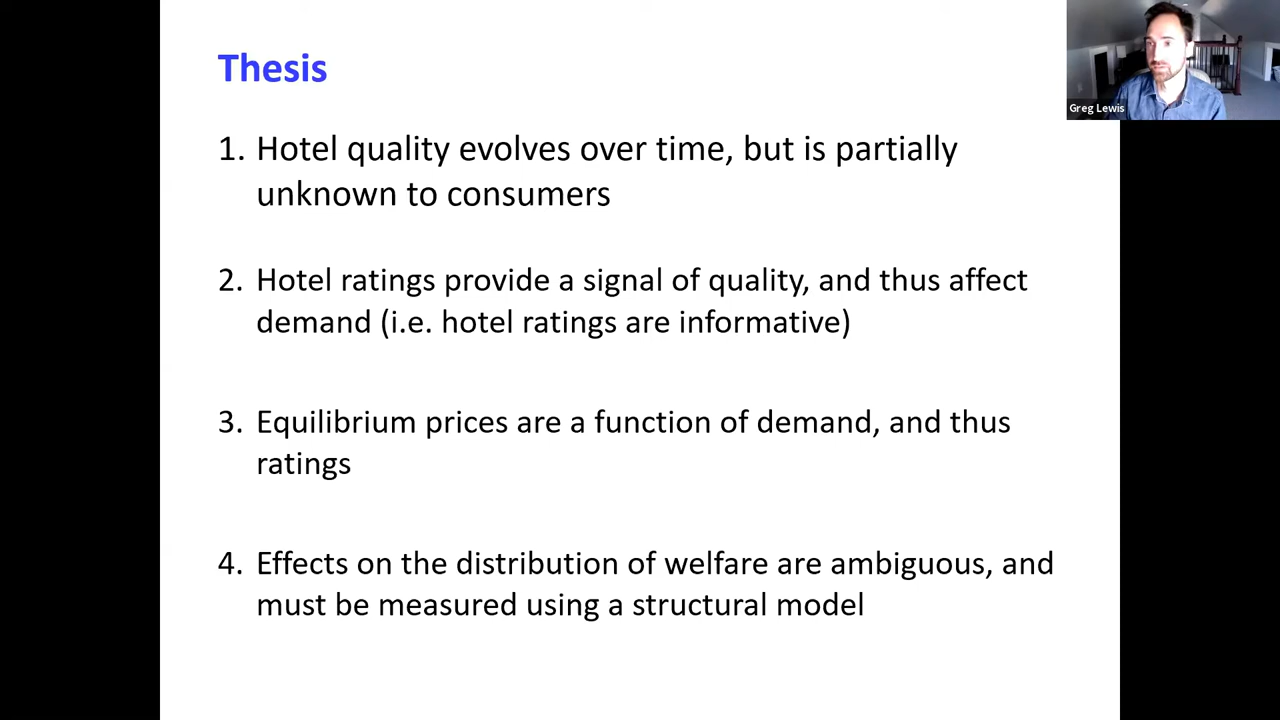 Thesis
Greg Lewis
1. Hotel quality evolves over time, but is partially
unknown to consumers
2. Hotel ratings provide a signal of quality, and thus affect
demand (i.e. hotel ratings are informative)
3. Equilibrium prices are a function of demand, and thus
ratings
4. Effects on the distribution of welfare are ambiguous, and
must be measured using a structural model